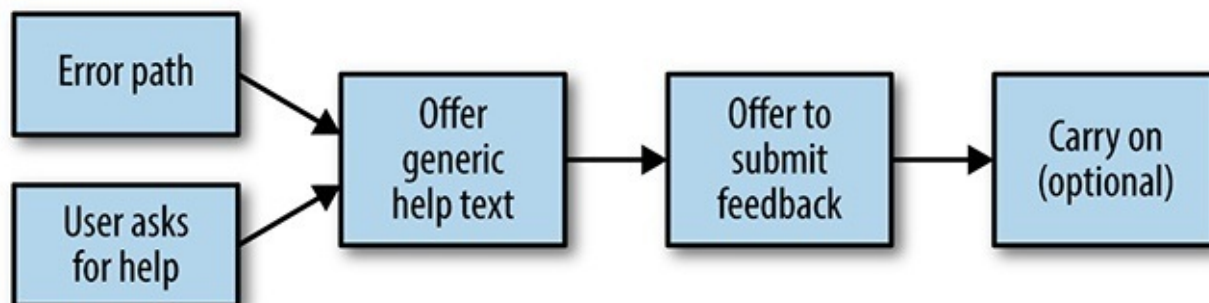 Error path
User asks
for help
Offer
generic
help text
Offer to
submit
feedback
Carry on
(optional)